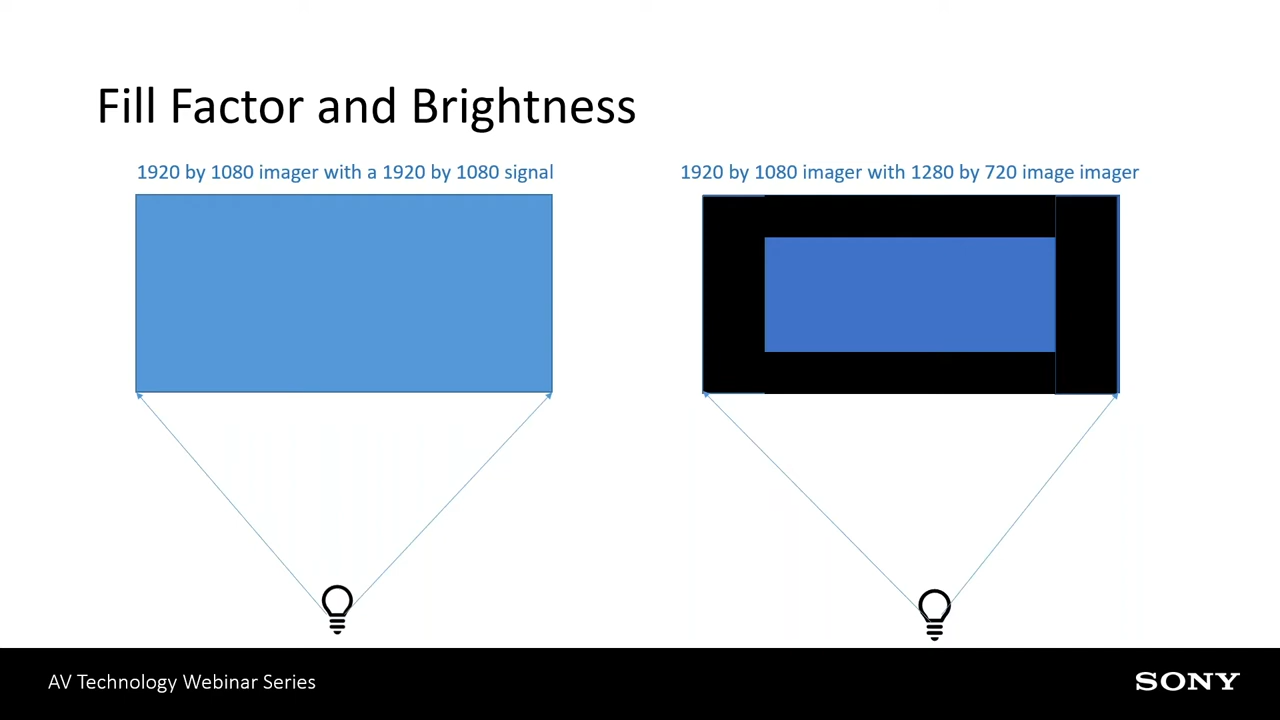 Fill Factor and Brightness
1920 by 1080 imager with a 1920 by 1080 signal
1920 by 1080 imager with 1280 by 720 image imager
AV Technology Webinar Series
SONY